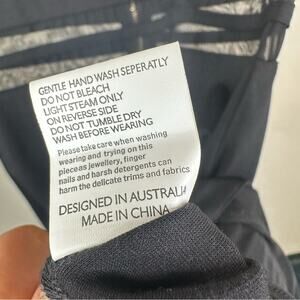 GENTLE HAND WASH SEPERATLY
DO NOT BLEACH
LIGHT STEAM ONLY
ON REVERSE SIDE
DO NOT TUMBLE DRY
WASH BEFORE WEARING
Please take care when washing
wearing and trying on this
pieceas jewellery, finger
nails and harsh detergents can
harm the delicate trims and fabrics
DESIGNED IN AUSTRALIA
MADE IN CHINA